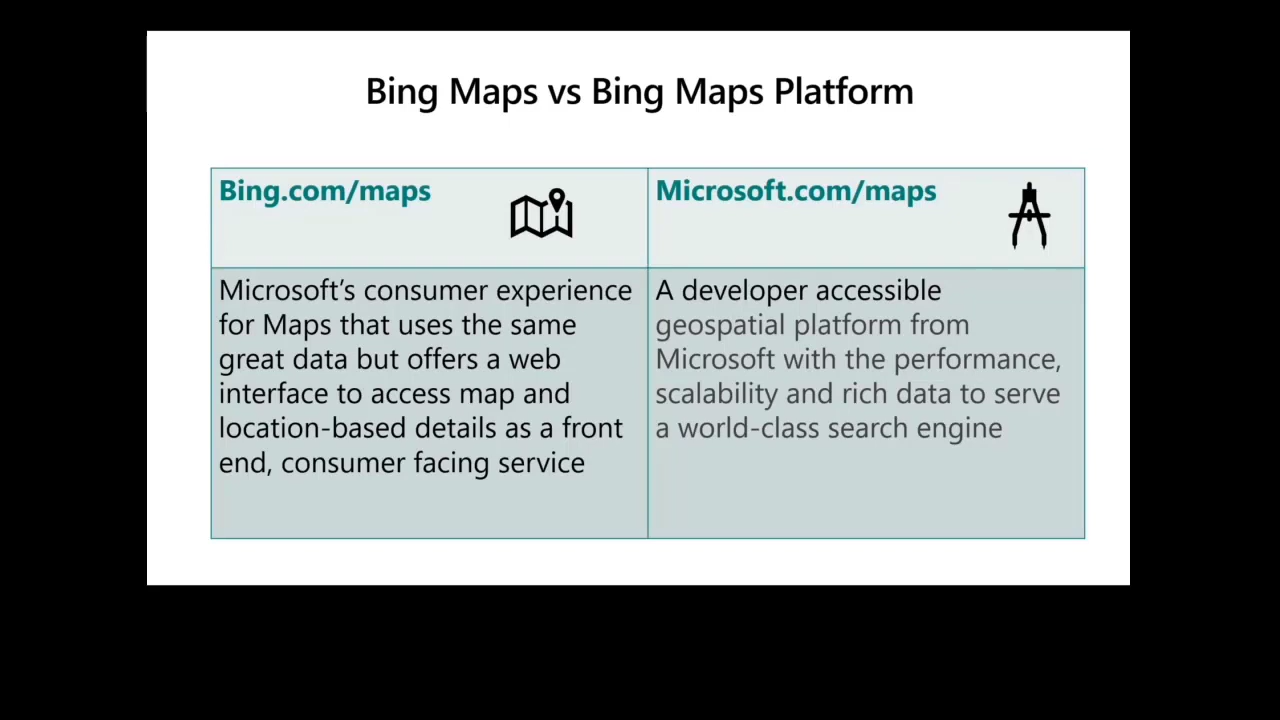 Bing Maps vs Bing Maps Platform
Bing.com/maps
Microsoft’s consumer experience
for Maps that uses the same
great data but offers a web
interface to access map and
location-based details as a front
end, consumer facing service
Microsoft.com/maps
A developer accessible
geospatial platform from
Microsoft with the performance,
scalability and rich data to serve
a world-class search engine